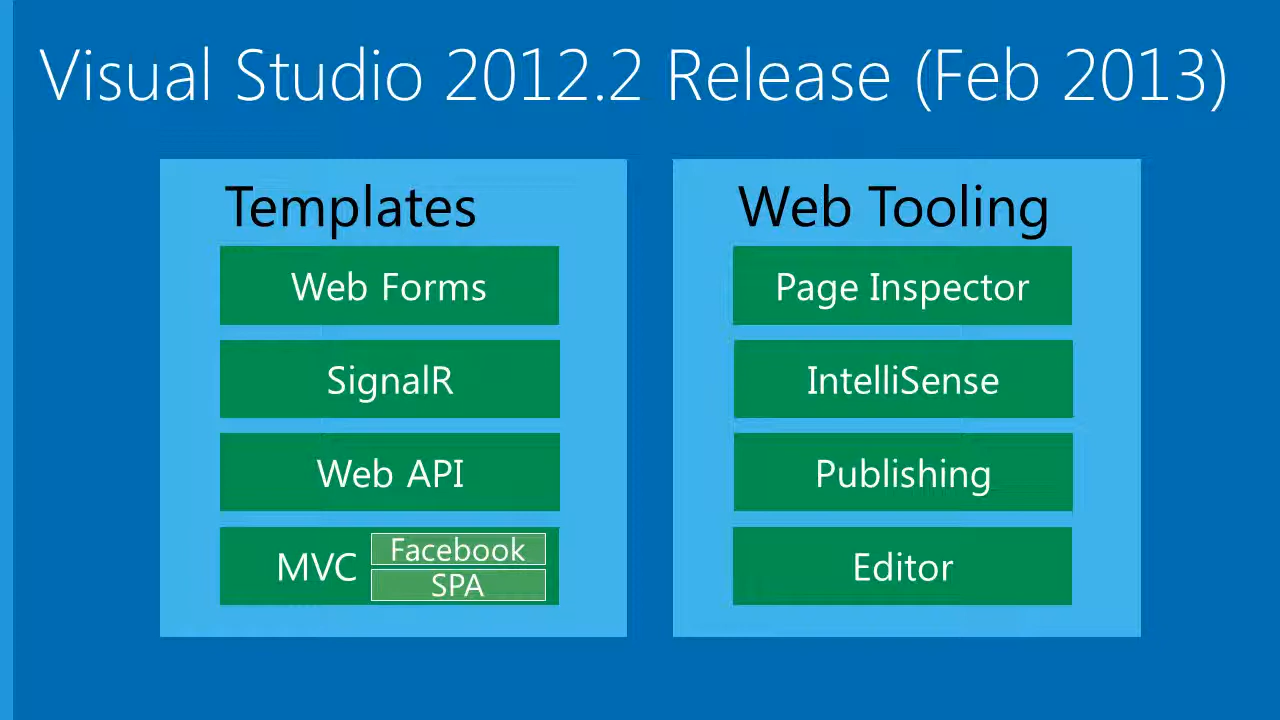 Visual Studio 2012.2 Release (Feb 2013)
Templates
Web Forms
SignalR
Web API
MVC
Facebook
SPA
Web Tooling
Page Inspector
IntelliSense
Publishing
Editor